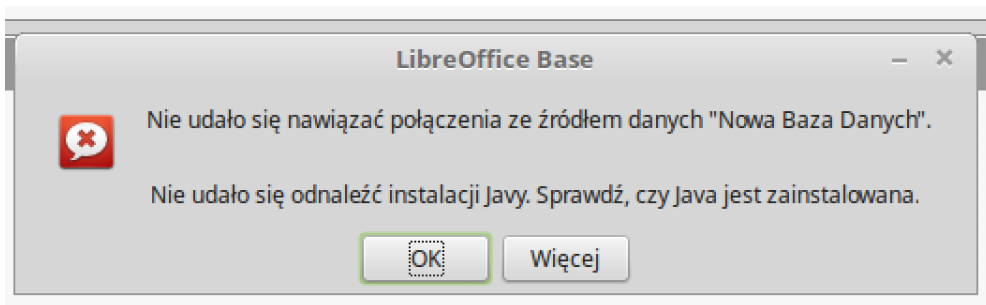 LibreOffice Base
Nie udało się nawiązać połączenia ze źródłem danych "Nowa Baza Danych".
Nie udało się odnaleźć instalacji Javy. Sprawdź, czy Java jest zainstalowana.
OK
Więcej